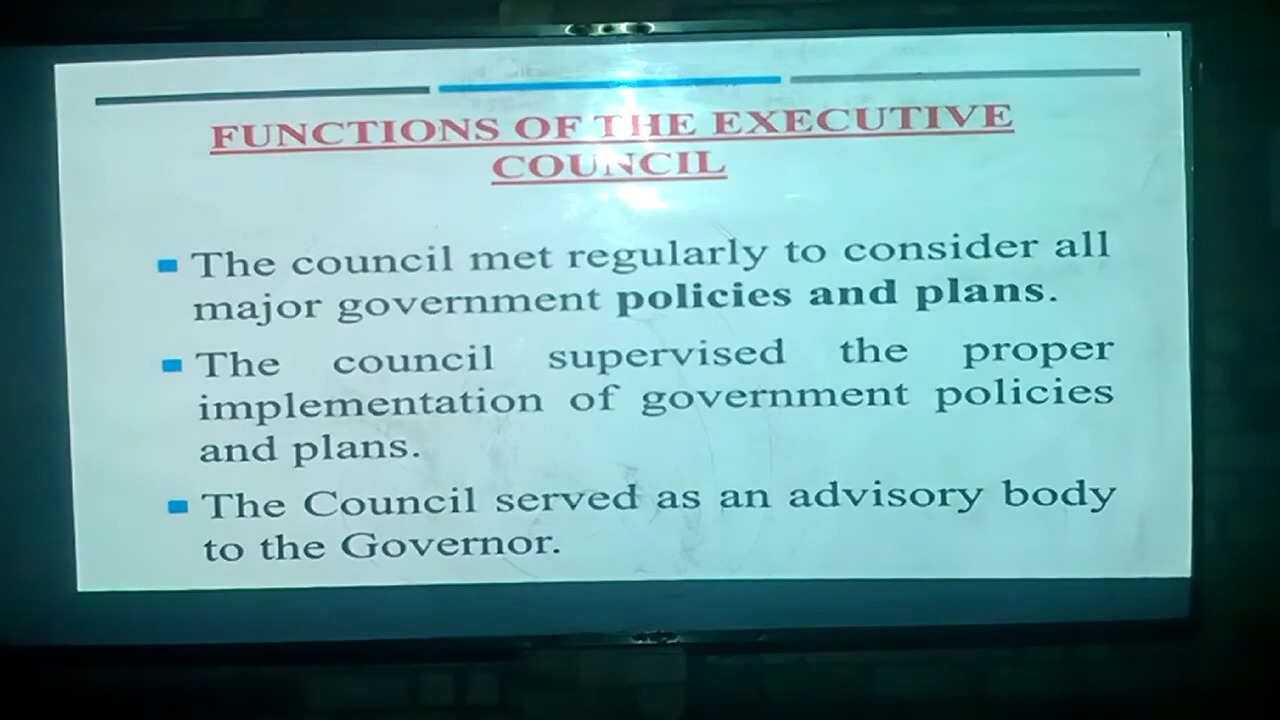 FUNCTIONS OF THE EXECUTIVE
COUNCIL
The council met regularly to consider all
major government policies and plans.
The council supervised the proper
implementation of government policies
and plans.
The Council served as an advisory body
to the Governor.